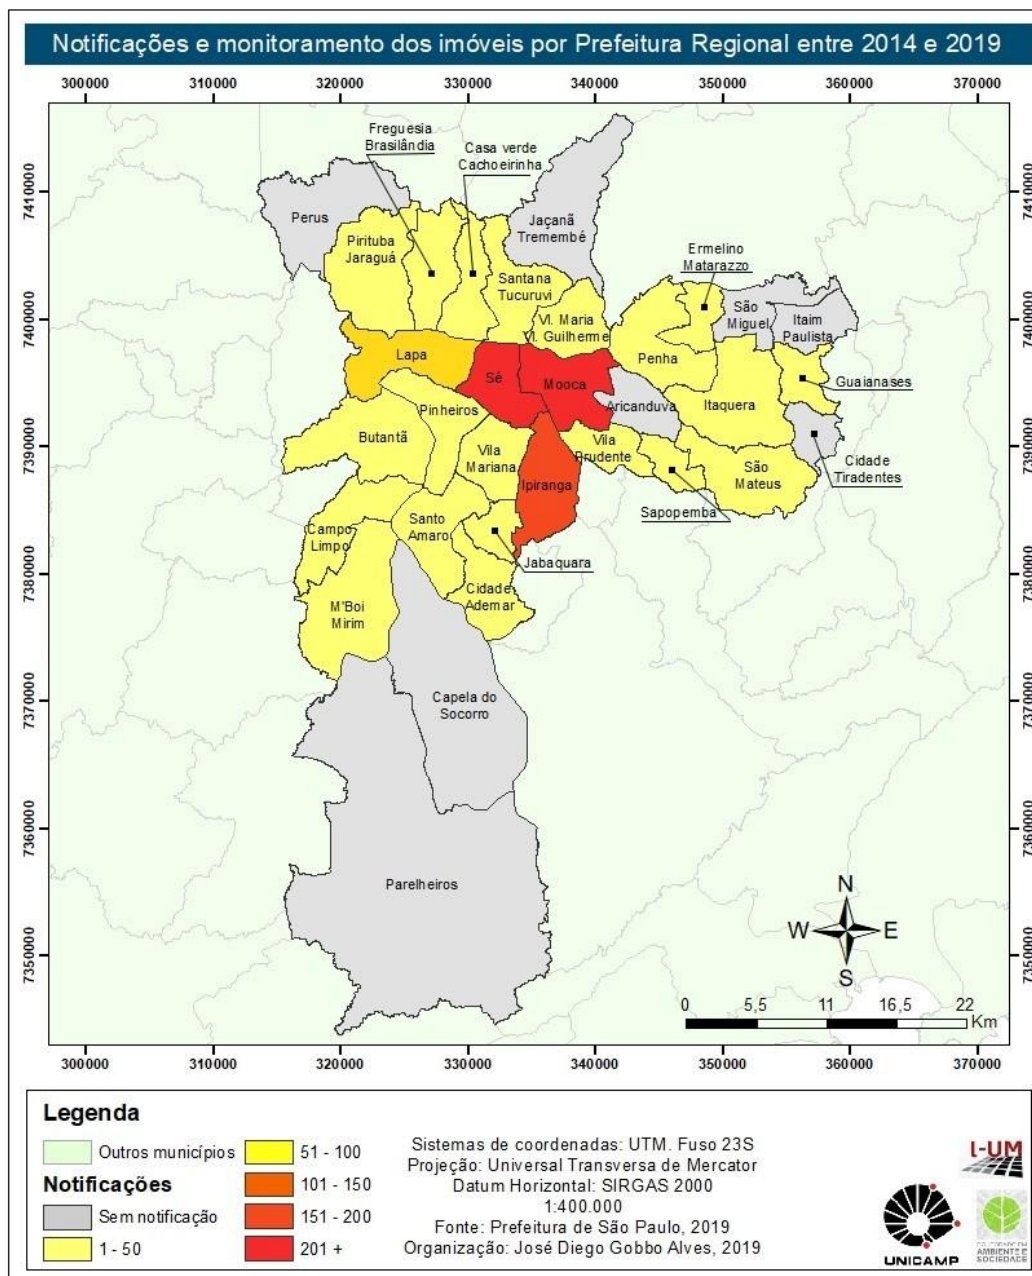 Notificações e monitoramento dos imóveis por Prefeitura Regional entre 2014 e 2019
300000 310000 320000 330000 340000 350000 360000 370000
7410000 7410000
7400000 7400000
7390000 7390000
7380000 7380000
7370000 7370000
7360000 7360000
7350000 7350000
Freguesia
Brasilândia
Casa verde
Cachoeirinha
Perus
Jaçanã
Tremembé
Pirituba
Jaraguá
Santana
Tucuruvi
Ermelino
Matarazzo
Vl. Maria
Vl. Guilherme
São
Miguel
Itaim
Paulista
Lapa
Penha
Sé
Mooca
Guaianases
Aricanduva
Itaquera
Pinheiros
Butantã
Vila
Mariana
Vila
Prudente
Cidade
Tiradentes
Ipiranga
São
Mateus
Sapopemba
Campo
Limpo
Santo
Amaro
Jabaquara
Cidade
Ademar
M'Boi
Mirim
Capela do
Socorro
Parelheiros
N
W E
S
0 5,5 11 16,5 22
Km
300000 310000 320000 330000 340000 350000 360000 370000
Legenda
Outros municípios
Notificações
Sem notificação
1 - 50
51 - 100
101 - 150
151 - 200
201 +
Sistemas de coordenadas: UTM. Fuso 23S
Projeção: Universal Transversa de Mercator
Datum Horizontal: SIRGAS 2000
1:400.000
Fonte: Prefeitura de São Paulo, 2019
Organização: José Diego Gobbo Alves, 2019
L-UM
UNICAMP
AMBIENTE E
SOCIEDADE